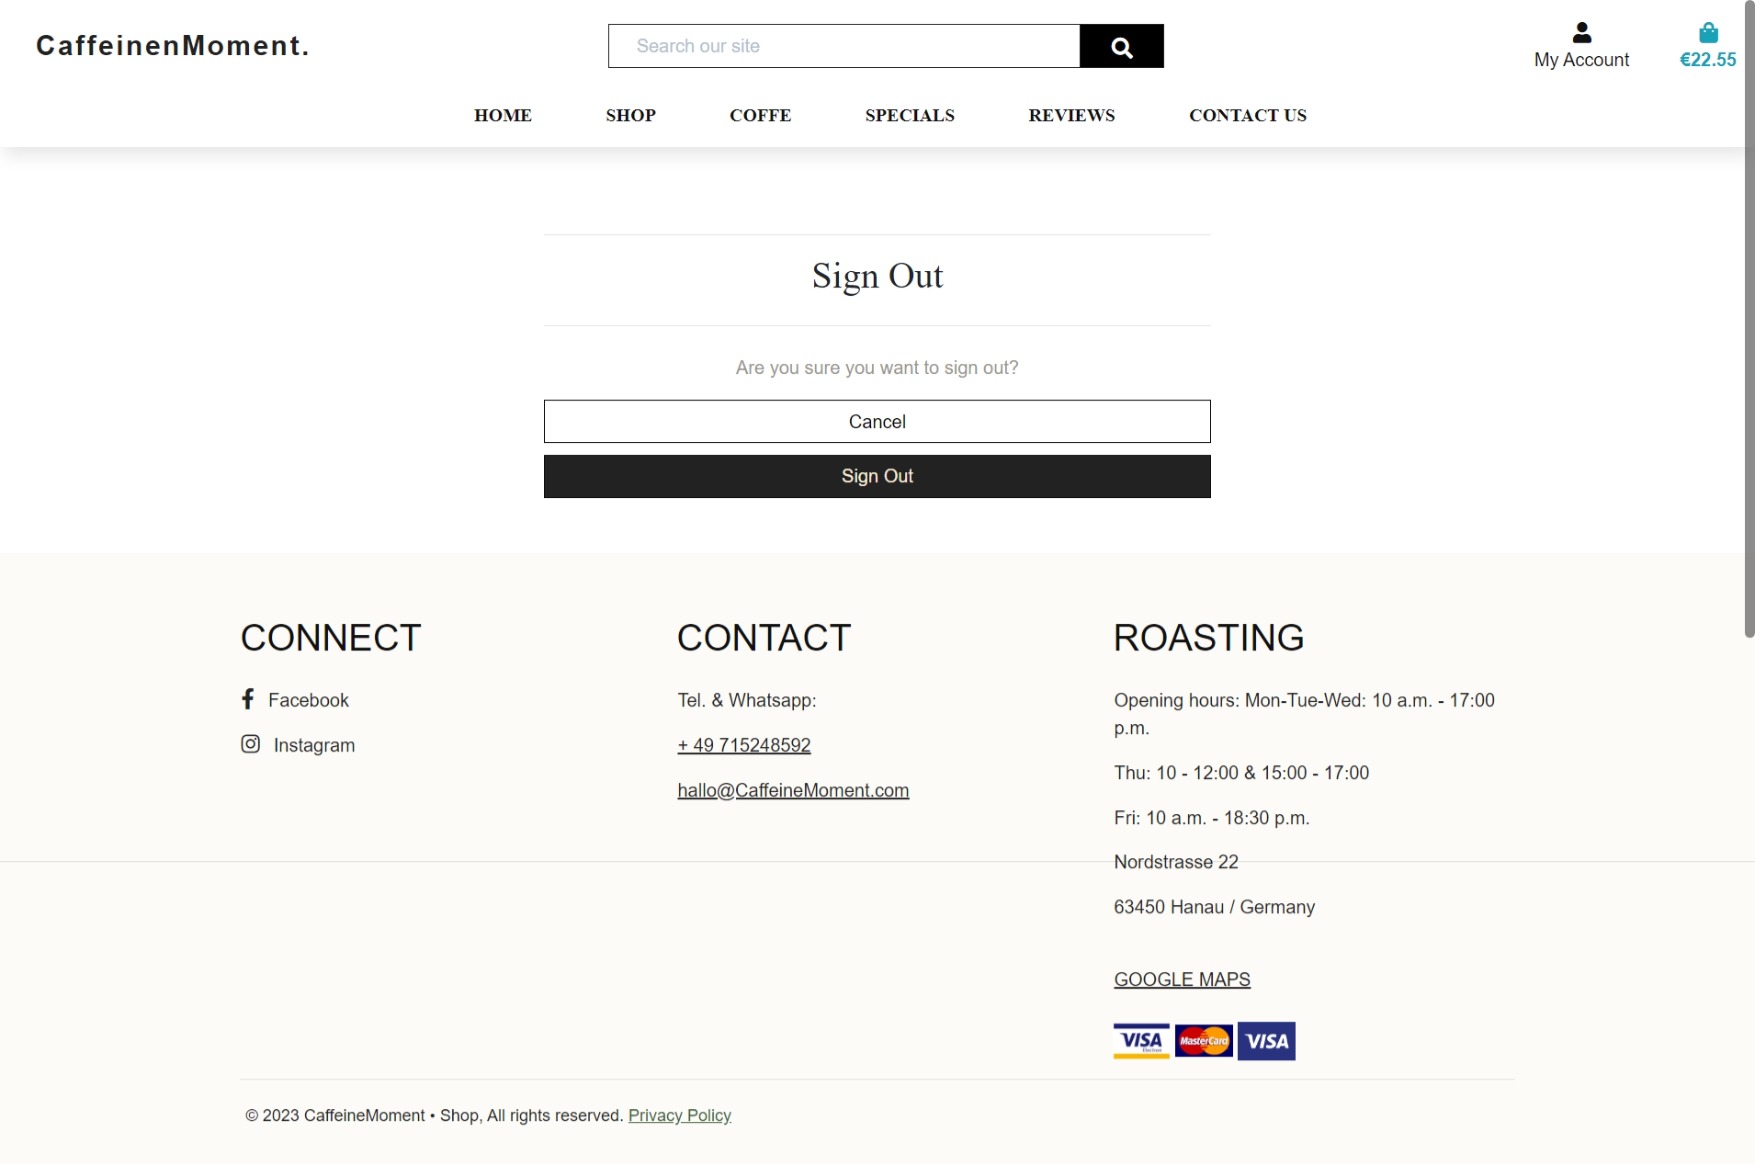 CaffeinenMoment.
Search our site
My Account
€22.55
HOME SHOP COFFE SPECIALS REVIEWS CONTACT US
Sign Out
Are you sure you want to sign out?
Cancel
Sign Out
CONNECT
Facebook
Instagram
CONTACT
Tel. & Whatsapp:
+ 49 715248592
hallo@CaffeineMoment.com
ROASTING
Opening hours: Mon-Tue-Wed: 10 a.m. - 17:00
p.m.
Thu: 10 - 12:00 & 15:00 - 17:00
Fri: 10 a.m. - 18:30 p.m.
Nordstrasse 22
63450 Hanau / Germany
GOOGLE MAPS
VISA Electron MasterCard VISA
© 2023 CaffeineMoment • Shop, All rights reserved. Privacy Policy